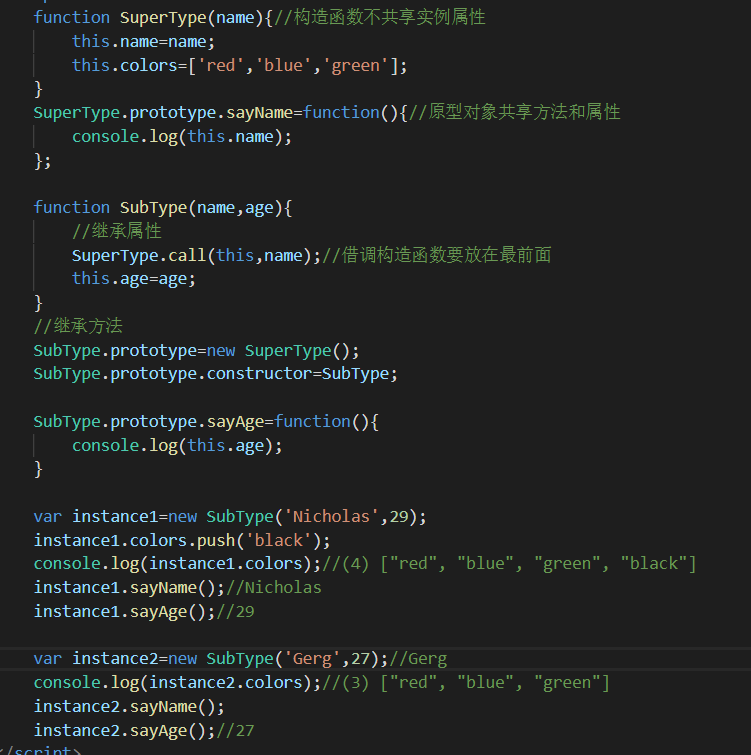 function SuperType(name){//构造函数不共享实例属性
    this.name=name;
    this.colors=['red','blue','green'];
}
SuperType.prototype.sayName=function(){//原型对象共享方法和属性
    console.log(this.name);
};

function SubType(name,age){
    //继承属性
    SuperType.call(this,name);//借调构造函数要放在最前面
    this.age=age;
}
//继承方法
SubType.prototype=new SuperType();
SubType.prototype.constructor=SubType;

SubType.prototype.sayAge=function(){
    console.log(this.age);
}

var instance1=new SubType('Nicholas',29);
instance1.colors.push('black');
console.log(instance1.colors);//(4) ["red", "blue", "green", "black"]
instance1.sayName();//Nicholas
instance1.sayAge();//29

var instance2=new SubType('Gerg',27);//Gerg
console.log(instance2.colors);//(3) ["red", "blue", "green"]
instance2.sayName();
instance2.sayAge();//27
</script>